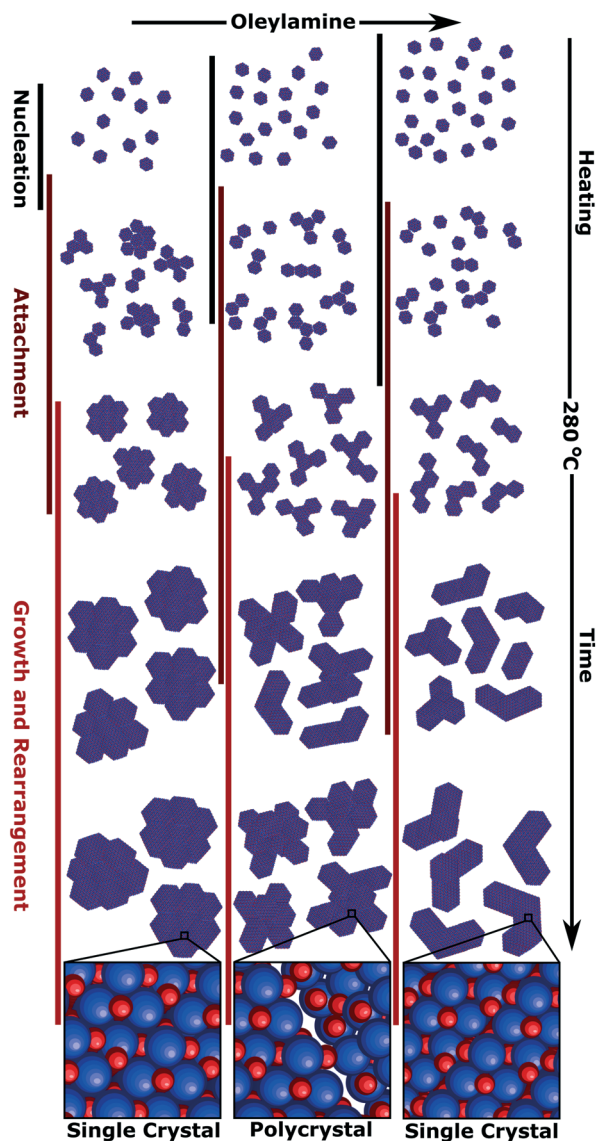 Oleylamine
Nucleation
Heating
Attachment
280 °C
Growth and Rearrangement
Time
Single Crystal
Polycrystal
Single Crystal